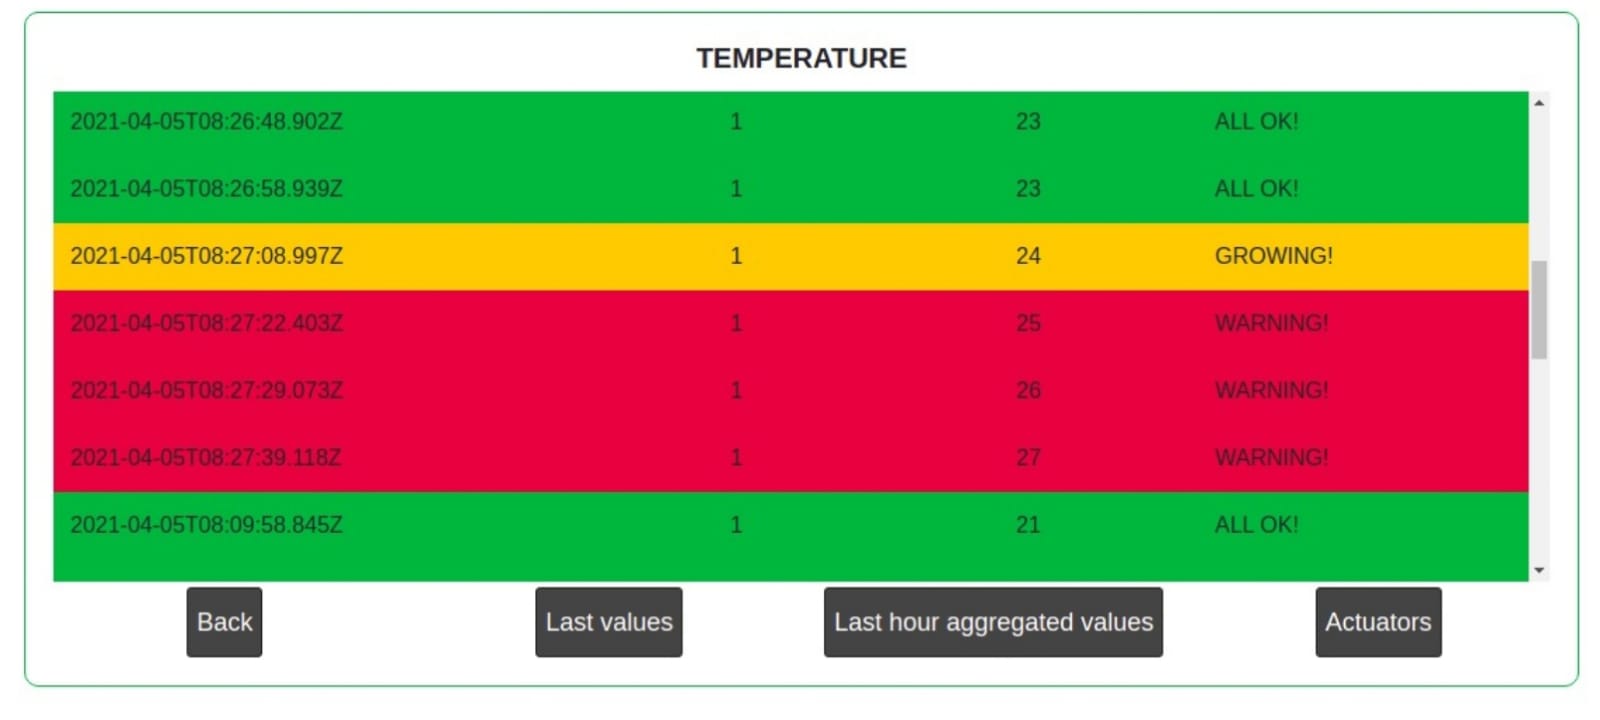 TEMPERATURE
2021-04-05T08:26:48.902Z 1 23 ALL OK!
2021-04-05T08:26:58.939Z 1 23 ALL OK!
2021-04-05T08:27:08.997Z 1 24 GROWING!
2021-04-05T08:27:22.403Z 1 25 WARNING!
2021-04-05T08:27:29.073Z 1 26 WARNING!
2021-04-05T08:27:39.118Z 1 27 WARNING!
2021-04-05T08:09:58.845Z 1 21 ALL OK!
Back Last values Last hour aggregated values Actuators